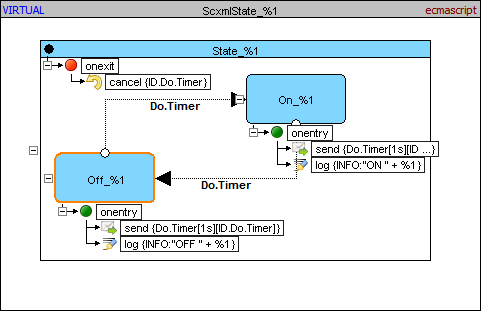 VIRTUAL ScxmlState_%1 ecmascript
State_%1
onexit
cancel {ID.Do.Timer}
Do.Timer
On_%1
onentry
send {Do.Timer[1s][ID ...}
log {INFO:"ON " + %1}
Off_%1
Do.Timer
onentry
send {Do.Timer[1s][ID.Do.Timer]}
log {INFO:"OFF " + %1}